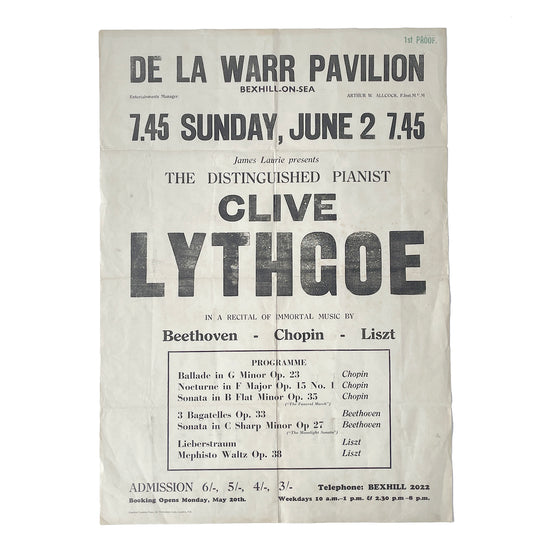 1st PROOF.
DE LA WARR PAVILION
BEXHILL-ON-SEA
Entertainments Manager ARTHUR W. ALLCOCK, F.Inst.M.
7.45 SUNDAY, JUNE 2 7.45
James Laurie presents
THE DISTINGUISHED PIANIST
CLIVE
LYTHGOE
IN A RECITAL OF IMMORTAL MUSIC BY
Beethoven - Chopin - Liszt
PROGRAMME
Ballade in G Minor Op. 23 Chopin
Nocturne in F Major Op. 15 No. 1 Chopin
Sonata in B Flat Minor Op. 35 Chopin
("The Funeral March")
3 Bagatelles Op. 33 Beethoven
Sonata in C Sharp Minor Op 27 Beethoven
("The Moonlight Sonata")
Lieberstraum Liszt
Mephisto Waltz Op. 38 Liszt
ADMISSION 6/-, 5/-, 4/-, 3/- Telephone: BEXHILL 2022
Booking Opens Monday, May 20th. Weekdays 10 a.m.-1 p.m. & 2.30 p.m-8 p.m.